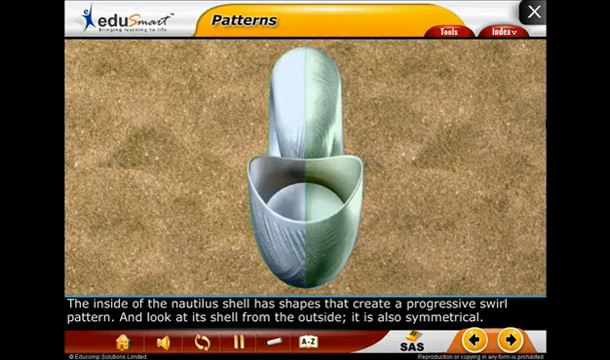 eduSmart™
Bringing learning to life.
Patterns
Tools
Index
The inside of the nautilus shell has shapes that create a progressive swirl
pattern. And look at its shell from the outside; it is also symmetrical.
A-Z
SAS
© Educomp Solutions Limited
Reproduction or copying in any form is prohibited